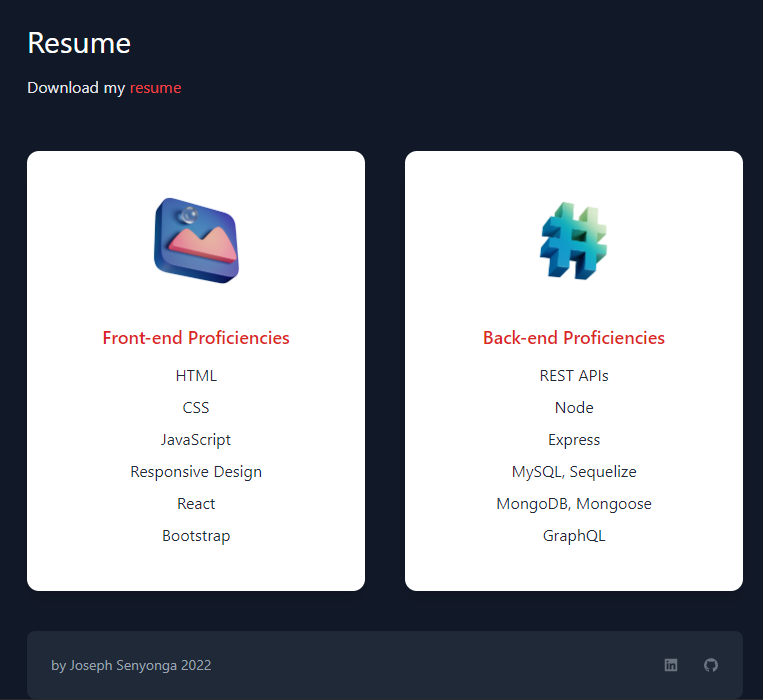 Resume
Download my resume
Front-end Proficiencies
HTML
CSS
JavaScript
Responsive Design
React
Bootstrap
Back-end Proficiencies
REST APIs
Node
Express
MySQL, Sequelize
MongoDB, Mongoose
GraphQL
by Joseph Senyonga 2022